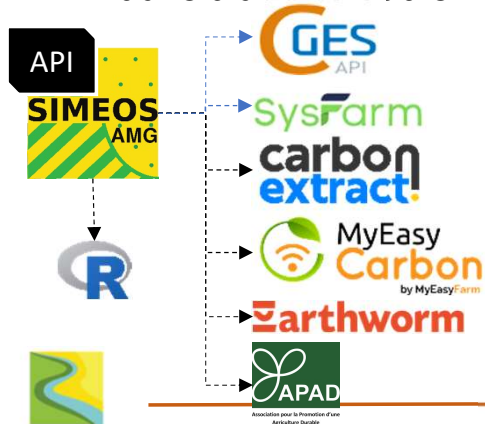 API
SIMEOS
AMG
GES
API
SysFarm
carbon
extract
MyEasy
Carbon
by MyEasyFarm
R
Earthworm
APAD
Association pour la Promotion d'une
Agriculture Durable